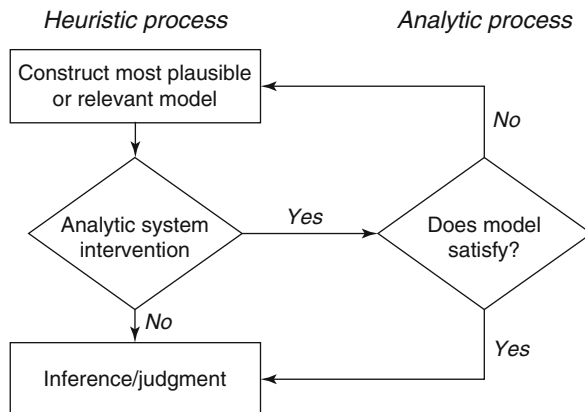 Heuristic process
Analytic process
Construct most plausible
or relevant model
No
Analytic system
intervention
Yes
Does model
satisfy?
No
Yes
Inference/judgment